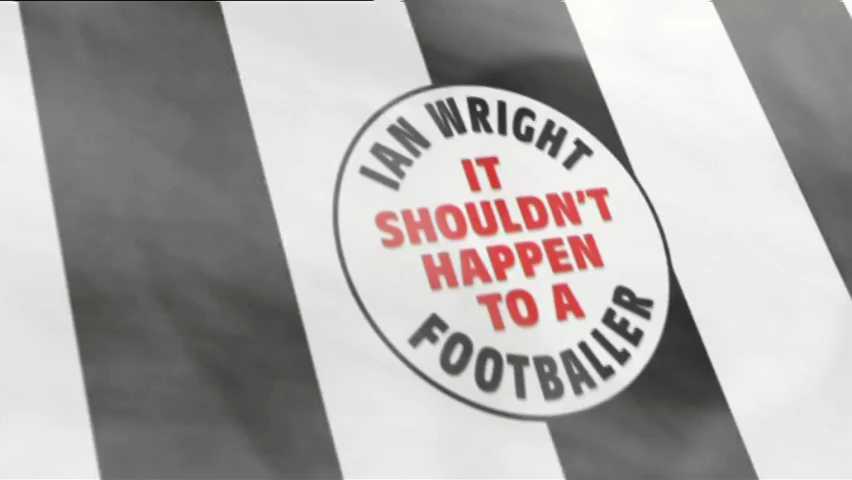 IAN WRIGHT
IT
SHOULDN'T
HAPPEN
TO A
FOOTBALLER